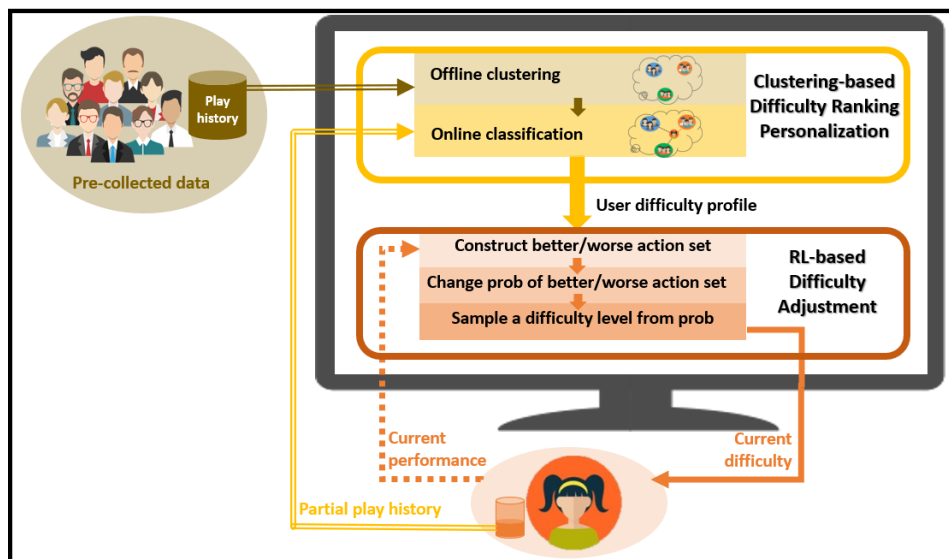 Play
history
Pre-collected data
Offline clustering
Online classification
Clustering-based
Difficulty Ranking
Personalization
User difficulty profile
Construct better/worse action set
Change prob of better/worse action set
Sample a difficulty level from prob
RL-based
Difficulty
Adjustment
Current
performance
Current
difficulty
Partial play history